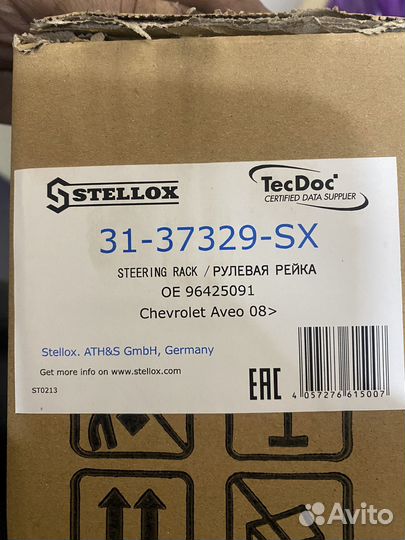 STELLOX
TecDoc
CERTIFIED DATA SUPPLIER
31-37329-SX
STEERING RACK / РУЛЕВАЯ РЕЙКА
OE 96425091
Chevrolet Aveo 08>
Stellox. ATH&S GmbH, Germany
Get more info on www.stellox.com
ST0213
EAC
4 057276 615007
Avito